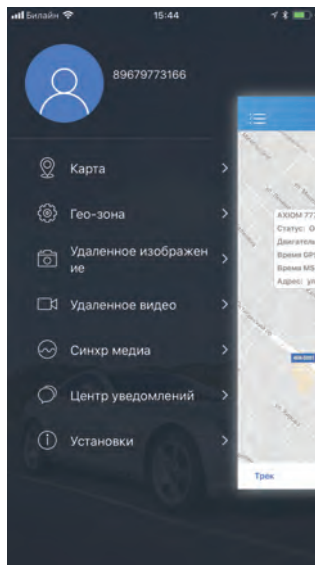 Билайн
15:44
89679773166
Карта
Гео-зона
Удаленное изображен
ие
Удаленное видео
Синхр медиа
Центр уведомлений
Установки
AXIOM 77
Статус: О
Двигатель
Время GP
Время MS
Адрес: ул
Трек